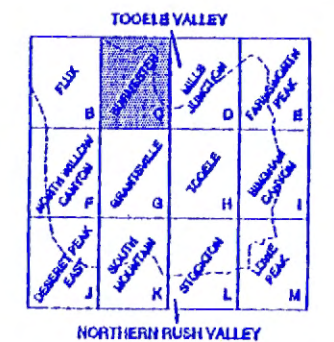 TOOELE VALLEY
FLUX
B
C
MILLS
JUNCTION
D
FARNSWORTH
PEAK
E
NORTH WILLOW
CANYON
F
GRANTSVILLE
G
TOOELE
H
BINGHAM
CANYON
I
DESERET PEAK
EAST
J
SOUTH
MOUNTAIN
K
STOCKTON
L
LOWE
PEAK
M
NORTHERN RUSH VALLEY